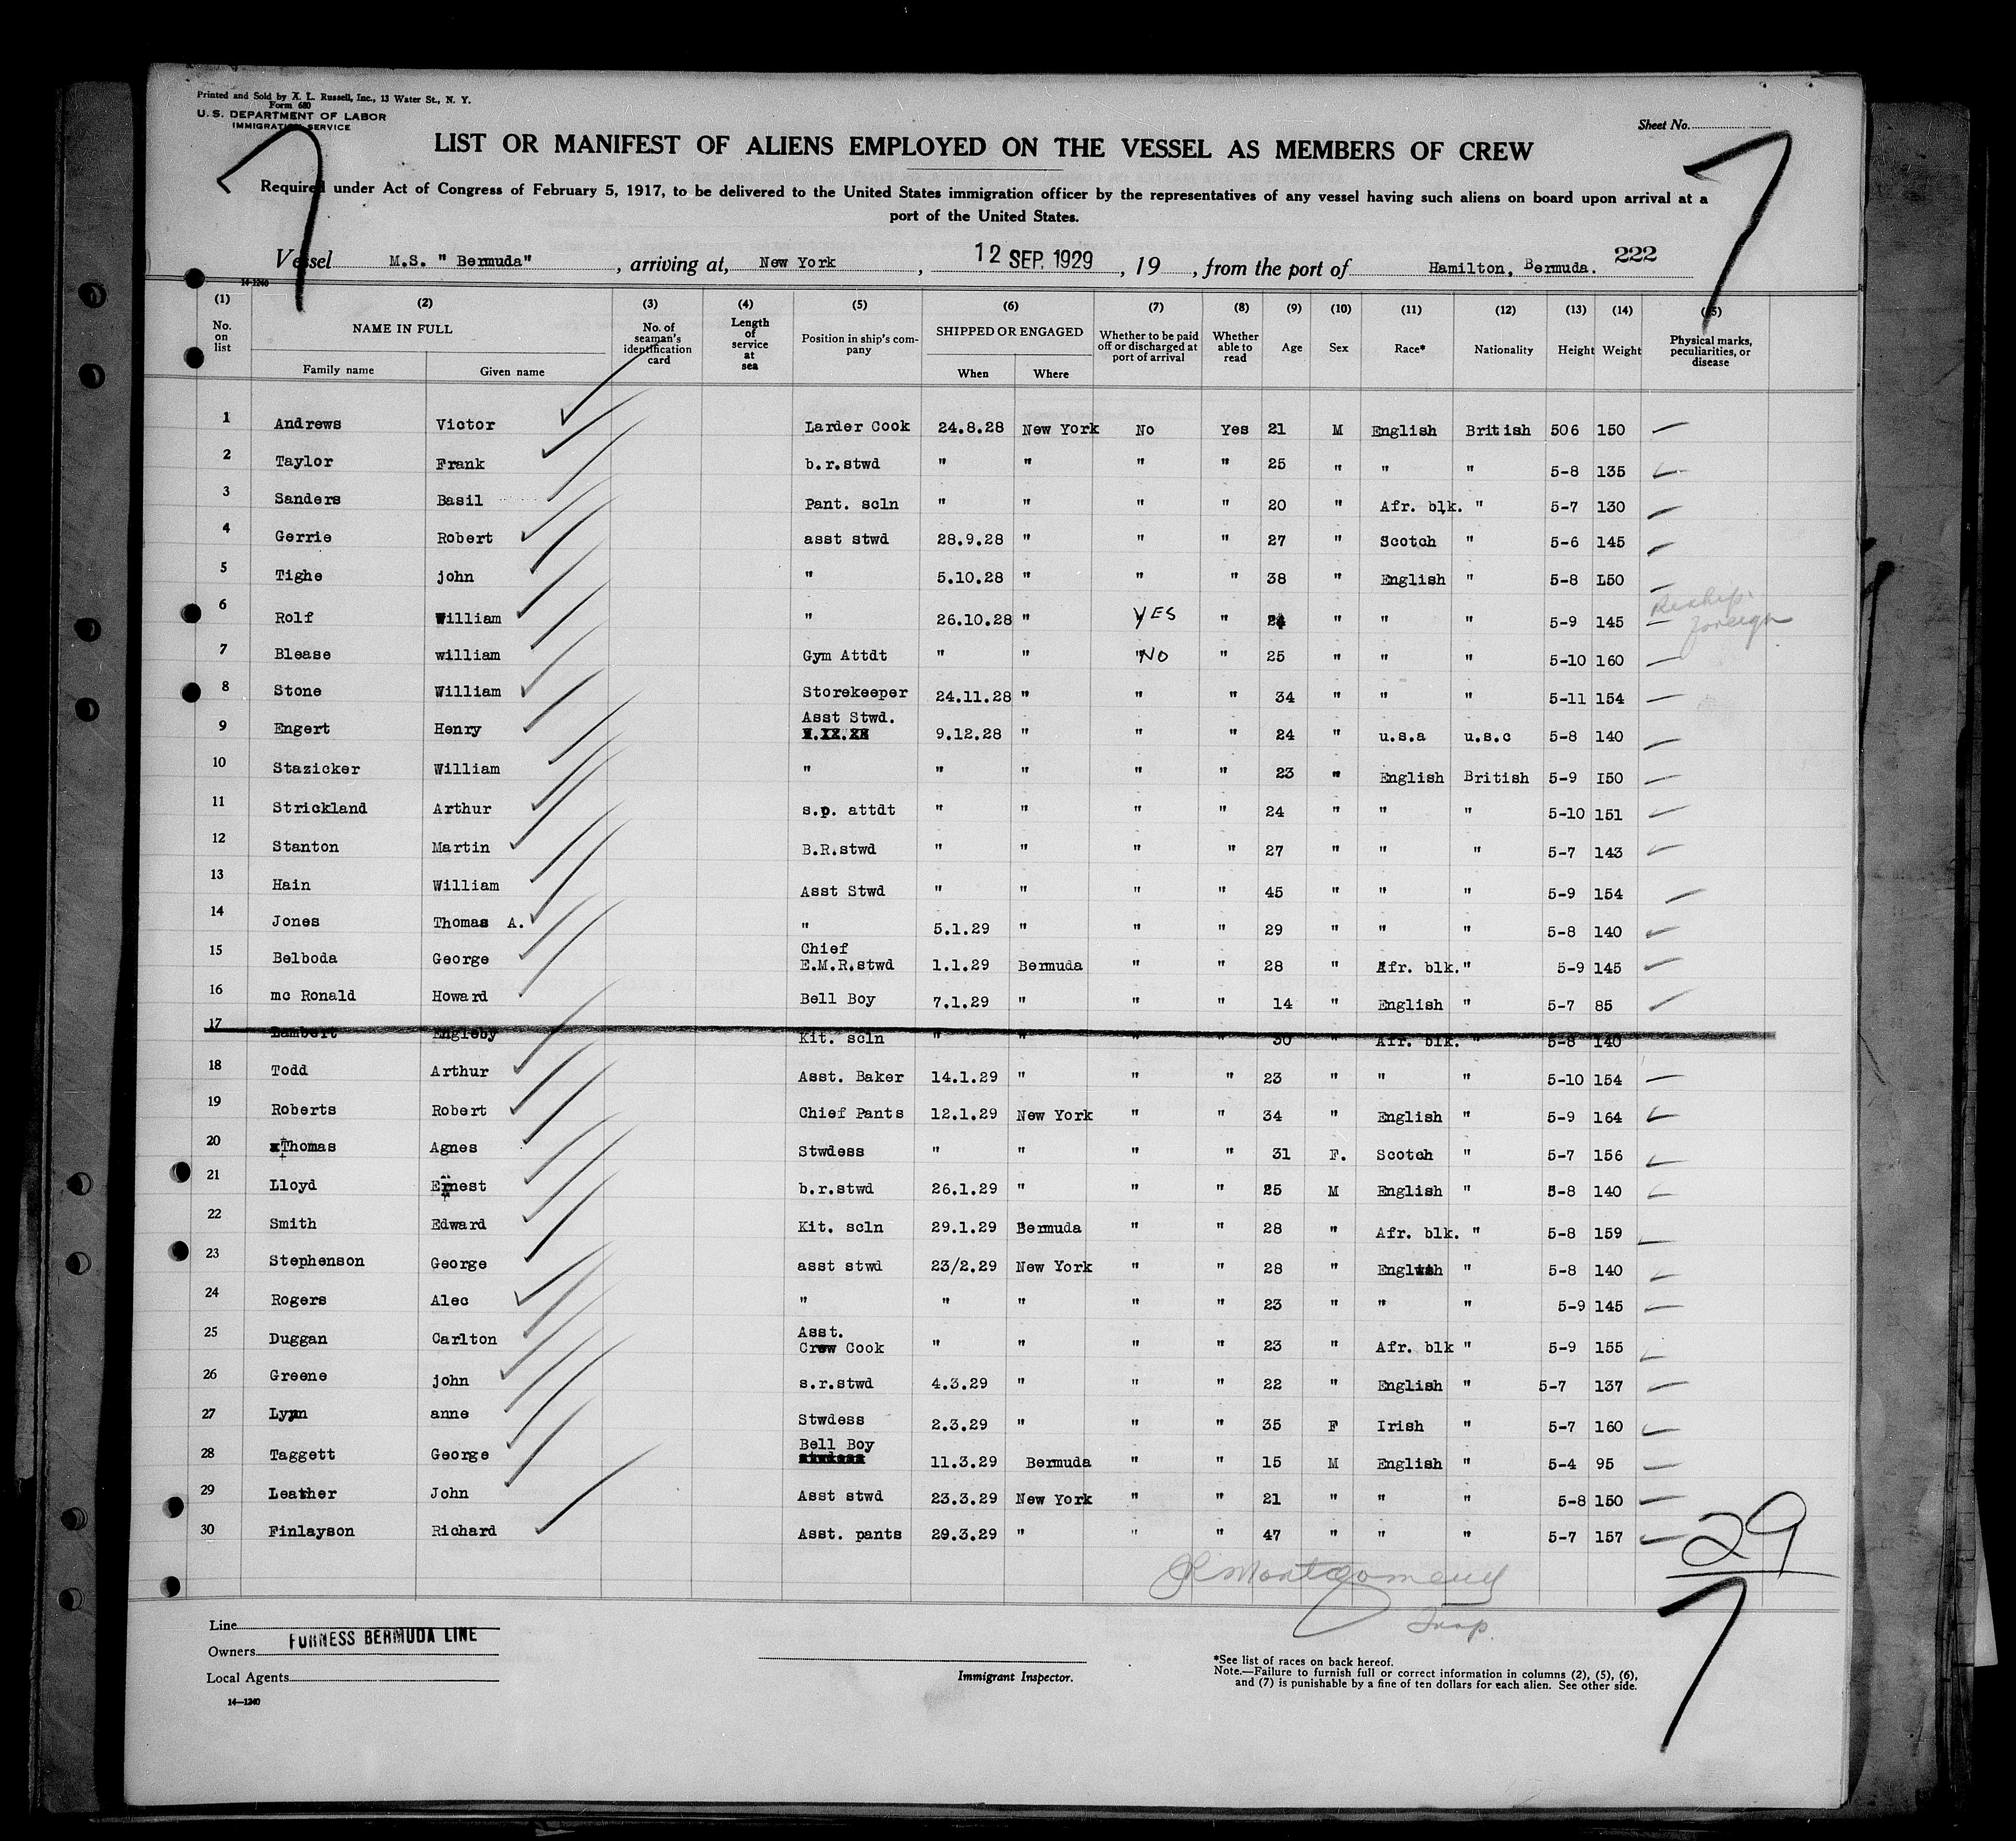 Printed and Sold by A. L. Russell, Inc., 13 Water St., N. Y.
Form 680
U. S. DEPARTMENT OF LABOR
IMMIGRATION SERVICE
Sheet No.
7 7
LIST OR MANIFEST OF ALIENS EMPLOYED ON THE VESSEL AS MEMBERS OF CREW
Required under Act of Congress of February 5, 1917, to be delivered to the United States immigration officer by the representatives of any vessel having such aliens on board upon arrival at a
port of the United States.
Vessel M.S. " Bermuda" , arriving at, New York , 12 SEP. 1929 , 19 , from the port of Hamilton, Bermuda. 222
14-1240
(1) (2) (3) (4) (5) (6) (7) (8) (9) (10) (11) (12) (13) (14) (15)
No. on list NAME IN FULL Family name Given name No. of seaman's identification card Length of service at sea Position in ship's company SHIPPED OR ENGAGED When Where Whether to be paid off or discharged at port of arrival Whether able to read Age Sex Race* Nationality Height Weight Physical marks, peculiarities, or disease
1 Andrews Victor Larder Cook 24.8.28 New York No Yes 21 M English British 506 150
2 Taylor Frank b.r.stwd " " " " 25 " " " 5-8 135
3 Sanders Basil Pant. scln " " " " 20 " Afr. blk. " 5-7 130
4 Gerrie Robert asst stwd 28.9.28 " " " 27 " Scotch " 5-6 145
5 Tighe john " 5.10.28 " " " 38 " English " 5-8 L50
6 Rolf William " 26.10.28 " YES " 24 " " " 5-9 145 Reship. foreign
7 Blease william Gym Attdt " " NO " 25 " " " 5-10 160
8 Stone William Storekeeper 24.11.28 " " " 34 " " " 5-11 154
9 Engert Henry Asst Stwd. 9.12.28 " " " 24 " u.s.a u.s.c 5-8 140
10 Stazicker William " " " " " 23 " English British 5-9 I50
11 Strickland Arthur s.p. attdt " " " " 24 " " " 5-10 151
12 Stanton Martin B.R.stwd " " " " 27 " " " 5-7 143
13 Hain William Asst Stwd " " " " 45 " " " 5-9 154
14 Jones Thomas A. " 5.1.29 " " " 29 " " " 5-8 140
15 Belboda George Chief E.M.R.stwd 1.1.29 Bermuda " " 28 " Afr. blk. " 5-9 145
16 mc Ronald Howard Bell Boy 7.1.29 " " " 14 " English " 5-7 85
17 Lambert Engleby Kit. scln " " " " 30 " Afr. blk. " 5-8 140
18 Todd Arthur Asst. Baker 14.1.29 " " " 23 " " " 5-10 154
19 Roberts Robert Chief Pants 12.1.29 New York " " 34 " English " 5-9 164
20 xThomas Agnes Stwdess " " " " 31 F. Scotch " 5-7 156
21 Lloyd Ernest b.r.stwd 26.1.29 " " " 25 M English " 5-8 140
22 Smith Edward Kit. scln 29.1.29 Bermuda " " 28 " Afr. blk. " 5-8 159
23 Stephenson George asst stwd 23/2.29 New York " " 28 " English " 5-8 140
24 Rogers Alec " " " " " 23 " " " 5-9 145
25 Duggan Carlton Asst. Crew Cook " " " " 23 " Afr. blk " 5-9 155
26 Greene john s.r.stwd 4.3.29 " " " 22 " English " 5-7 137
27 Lynn anne Stwdess 2.3.29 " " " 35 F Irish " 5-7 160
28 Taggett George Bell Boy stwdess 11.3.29 Bermuda " " 15 M English " 5-4 95
29 Leather John Asst stwd 23.3.29 New York " " 21 " " " 5-8 150
30 Finlayson Richard Asst. pants 29.3.29 " " " 47 " " " 5-7 157
29
7
Montgomery
Insp.
Line
Owners FURNESS BERMUDA LINE
Local Agents
14—1240
Immigrant Inspector.
*See list of races on back hereof.
Note.—Failure to furnish full or correct information in columns (2), (5), (6),
and (7) is punishable by a fine of ten dollars for each alien. See other side.